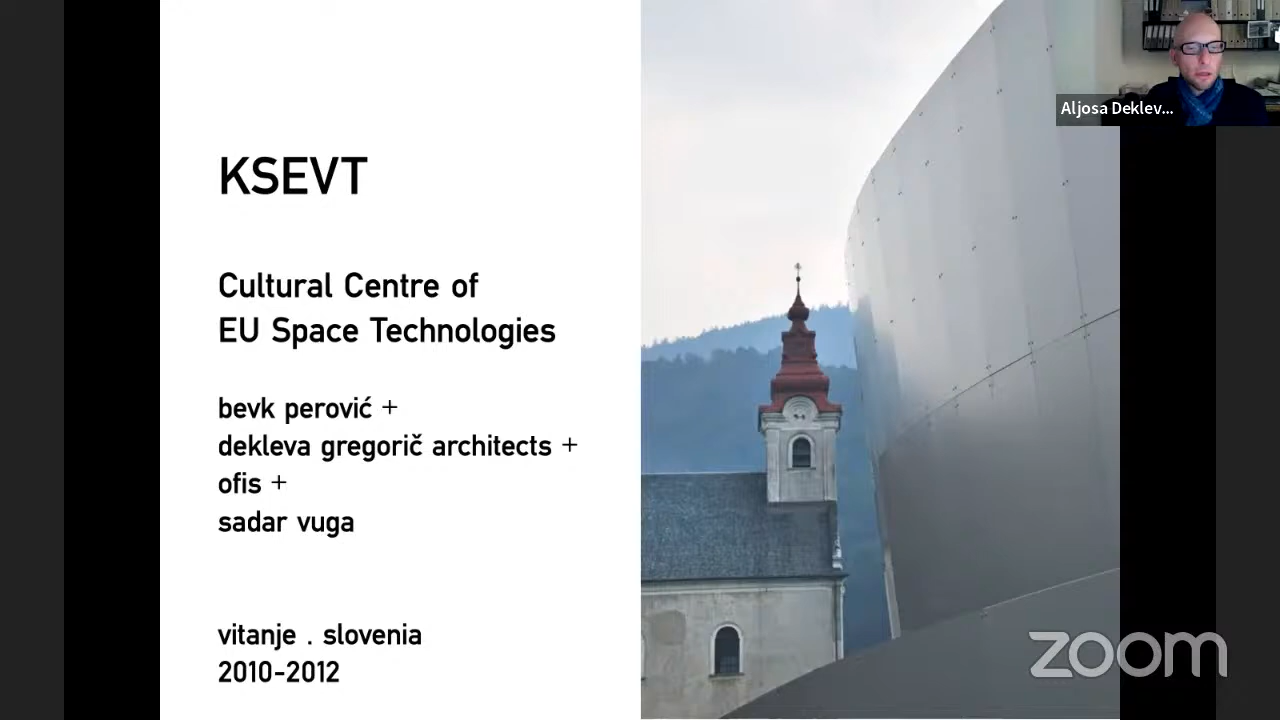 KSEVT
Cultural Centre of
EU Space Technologies
bevk perović +
dekleva gregorič architects +
ofis +
sadar vuga
vitanje . slovenia
2010-2012
Aljosa Deklev...
zoom